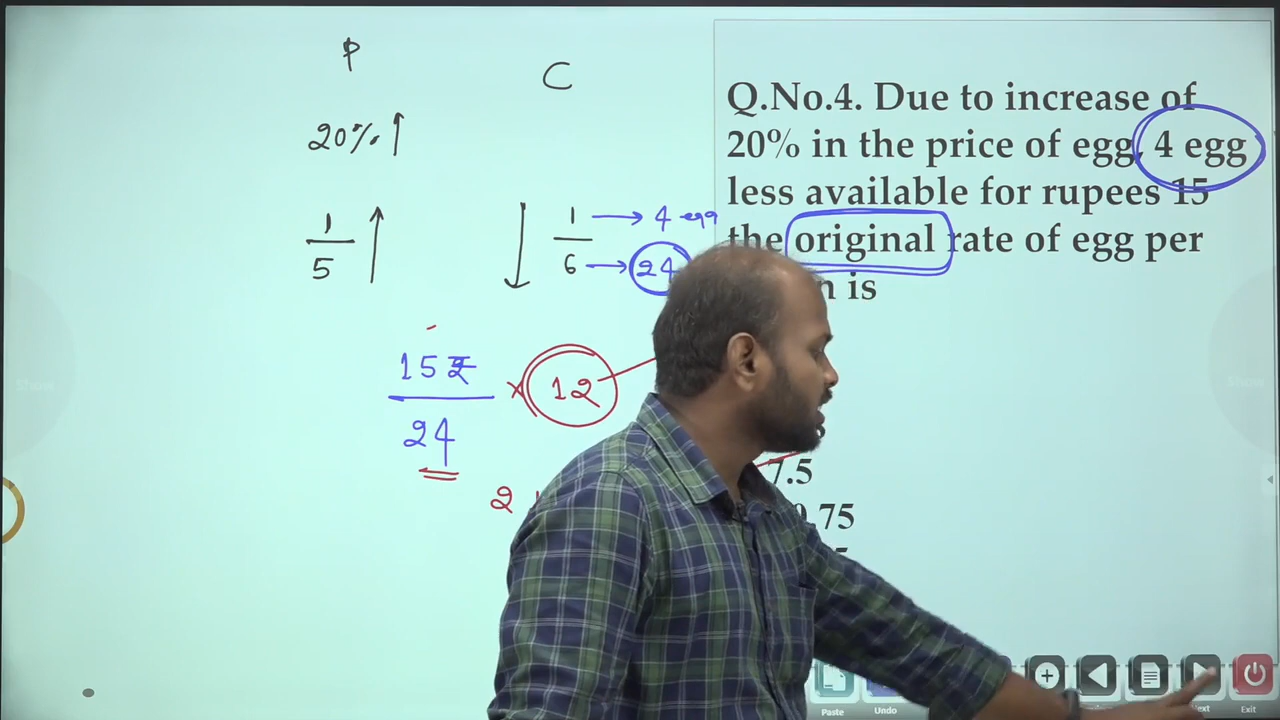 P
C
20% ↑
1/5 ↑
↓ 1/6
→ 4 egg
→ 24
15
24
× 12
2
Q.No.4. Due to increase of
20% in the price of egg, 4 egg
less available for rupees 15
the original rate of egg per
is
7.5
.75
Paste
Undo
Exit